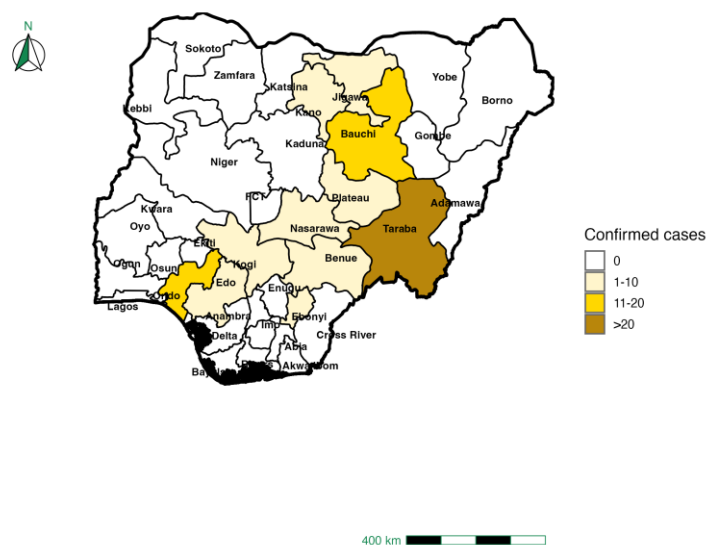 N
Sokoto
Zamfara
Katsina
Jigawa
Yobe
Borno
Kebbi
Kano
Kaduna
Bauchi
Gombe
Niger
FCT
Plateau
Adamawa
Kwara
Oyo
Nasarawa
Taraba
Ekiti
Ogun
Osun
Kogi
Benue
Edo
Enugu
Ondo
Lagos
Anambra
Ebonyi
Imo
Delta
Cross River
Abia
Akwa Ibom
Confirmed cases
0
1-10
11-20
>20
400 km